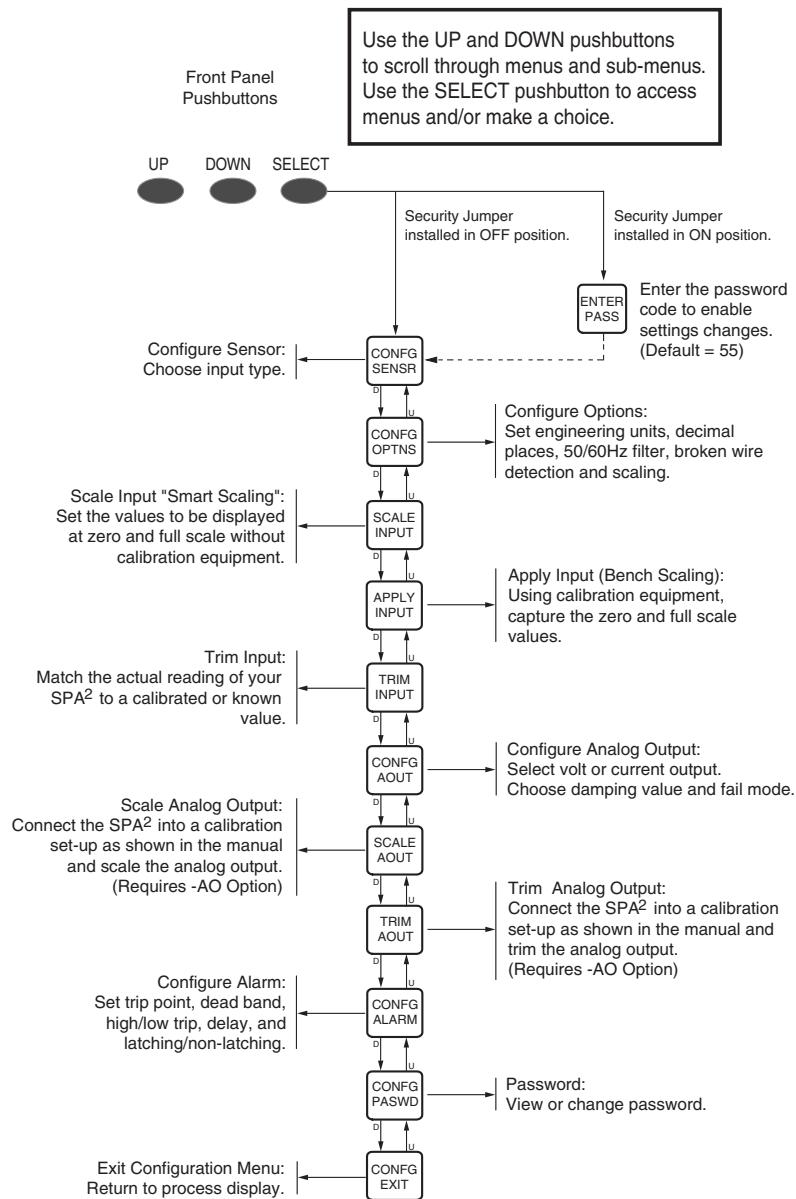 Use the UP and DOWN pushbuttons
to scroll through menus and sub-menus.
Use the SELECT pushbutton to access
menus and/or make a choice.
Front Panel
Pushbuttons
UP DOWN SELECT
Security Jumper
installed in OFF position.
Security Jumper
installed in ON position.
ENTER
PASS
Enter the password
code to enable
settings changes.
(Default = 55)
Configure Sensor:
Choose input type.
CONFG
SENSR
D U
CONFG
OPTNS
Configure Options:
Set engineering units, decimal
places, 50/60Hz filter, broken wire
detection and scaling.
D U
Scale Input "Smart Scaling":
Set the values to be displayed
at zero and full scale without
calibration equipment.
SCALE
INPUT
D U
APPLY
INPUT
Apply Input (Bench Scaling):
Using calibration equipment,
capture the zero and full scale
values.
D U
Trim Input:
Match the actual reading of your
SPA2 to a calibrated or known
value.
TRIM
INPUT
D U
CONFG
AOUT
Configure Analog Output:
Select volt or current output.
Choose damping value and fail mode.
D U
Scale Analog Output:
Connect the SPA2 into a calibration
set-up as shown in the manual
and scale the analog output.
(Requires -AO Option)
SCALE
AOUT
D U
TRIM
AOUT
Trim Analog Output:
Connect the SPA2 into a calibration
set-up as shown in the manual and
trim the analog output.
(Requires -AO Option)
D U
Configure Alarm:
Set trip point, dead band,
high/low trip, delay, and
latching/non-latching.
CONFG
ALARM
D U
CONFG
PASWD
Password:
View or change password.
D U
Exit Configuration Menu:
Return to process display.
CONFG
EXIT